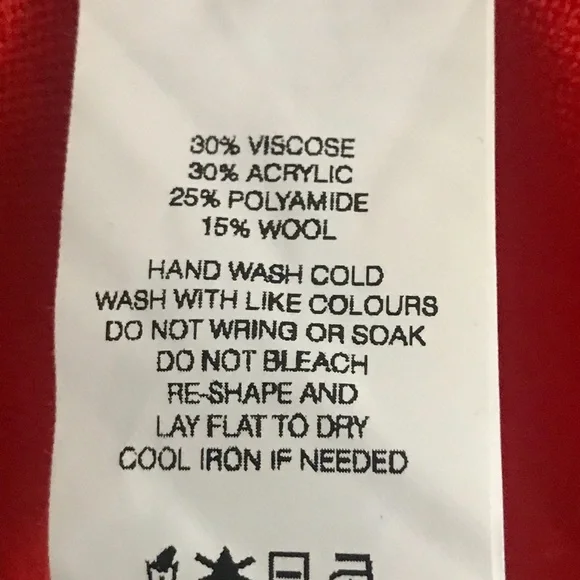 30% VISCOSE
30% ACRYLIC
25% POLYAMIDE
15% WOOL
HAND WASH COLD
WASH WITH LIKE COLOURS
DO NOT WRING OR SOAK
DO NOT BLEACH
RE-SHAPE AND
LAY FLAT TO DRY
COOL IRON IF NEEDED